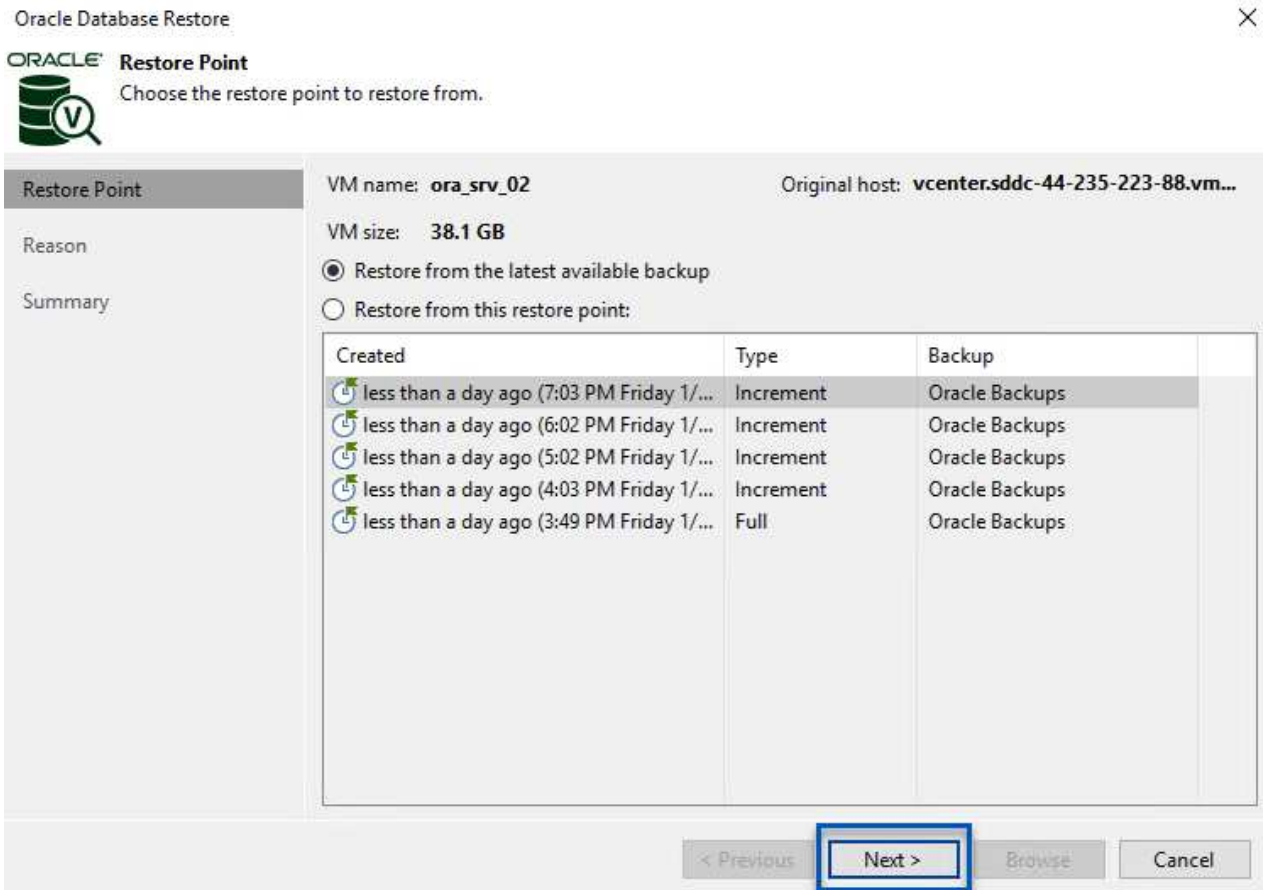 Oracle Database Restore
ORACLE Restore Point
Choose the restore point to restore from.
V
Restore Point
Reason
Summary
VM name: ora_srv_02 Original host: vcenter.sddc-44-235-223-88.vm...
VM size: 38.1 GB
Restore from the latest available backup
Restore from this restore point:
Created Type Backup
less than a day ago (7:03 PM Friday 1/... Increment Oracle Backups
less than a day ago (6:02 PM Friday 1/... Increment Oracle Backups
less than a day ago (5:02 PM Friday 1/... Increment Oracle Backups
less than a day ago (4:03 PM Friday 1/... Increment Oracle Backups
less than a day ago (3:49 PM Friday 1/... Full Oracle Backups
< Previous Next > Browse Cancel